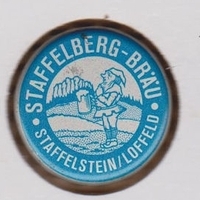 · STAFFELBERG-BRÄU ·
STAFFELSTEIN/LOFFELD